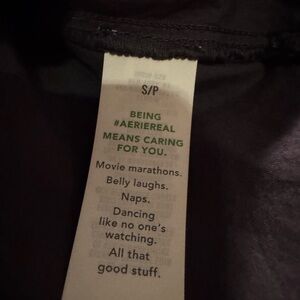 S/P
BEING
#AERIEREAL
MEANS CARING
FOR YOU.
Movie marathons.
Belly laughs.
Naps.
Dancing
like no one's
watching.
All that
good stuff.